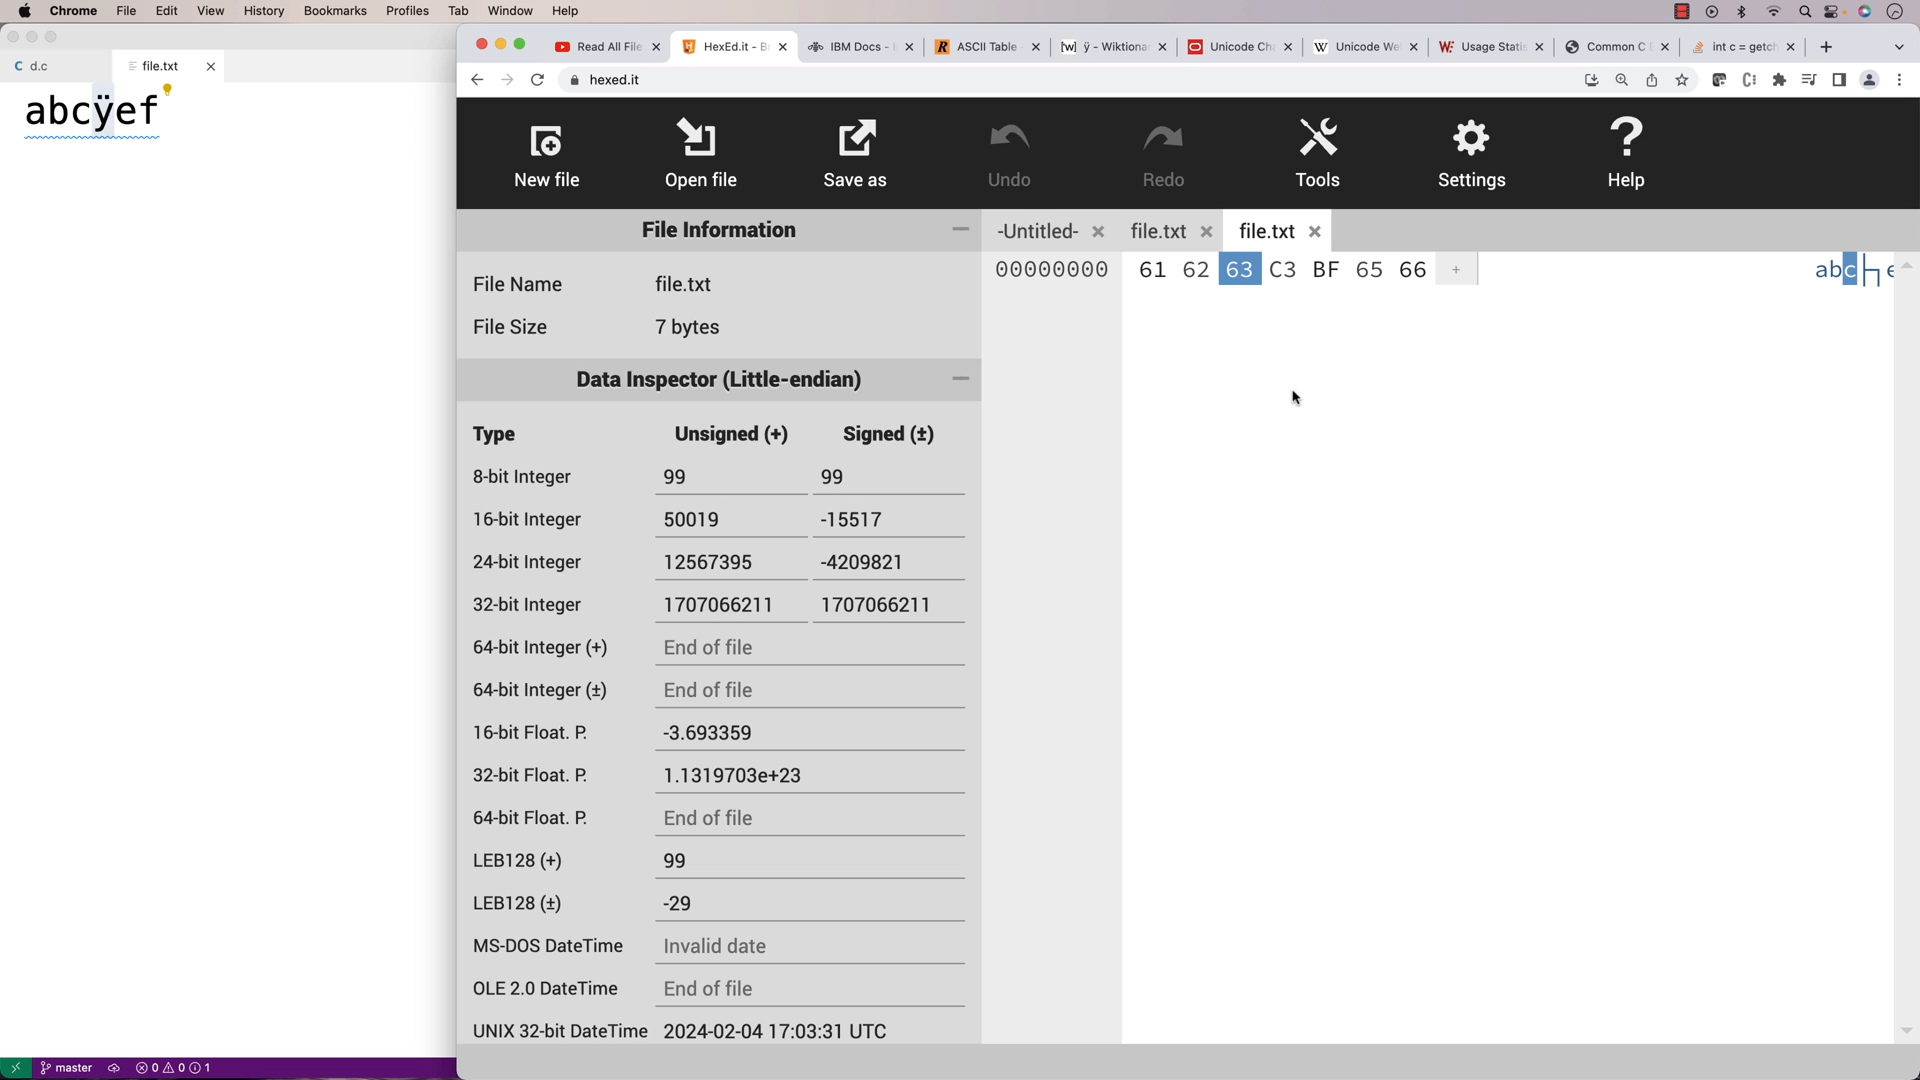 Chrome File Edit View History Bookmarks Profiles Tab Window Help
d.c
file.txt
abcÿef
master
0 0 1
Read All File
HexEd.it - B
IBM Docs -
ASCII Table
[w] ÿ - Wiktiona
Unicode Ch
W Unicode We
W Usage Stati
Common C
int c = getch
hexed.it
New file
Open file
Save as
Undo
Redo
Tools
Settings
Help
File Information
File Name file.txt
File Size 7 bytes
Data Inspector (Little-endian)
Type Unsigned (+) Signed (±)
8-bit Integer 99 99
16-bit Integer 50019 -15517
24-bit Integer 12567395 -4209821
32-bit Integer 1707066211 1707066211
64-bit Integer (+) End of file
64-bit Integer (±) End of file
16-bit Float. P. -3.693359
32-bit Float. P. 1.1319703e+23
64-bit Float. P. End of file
LEB128 (+) 99
LEB128 (±) -29
MS-DOS DateTime Invalid date
OLE 2.0 DateTime End of file
UNIX 32-bit DateTime 2024-02-04 17:03:31 UTC
-Untitled-
file.txt
file.txt
00000000 61 62 63 C3 BF 65 66 + abc├┐e